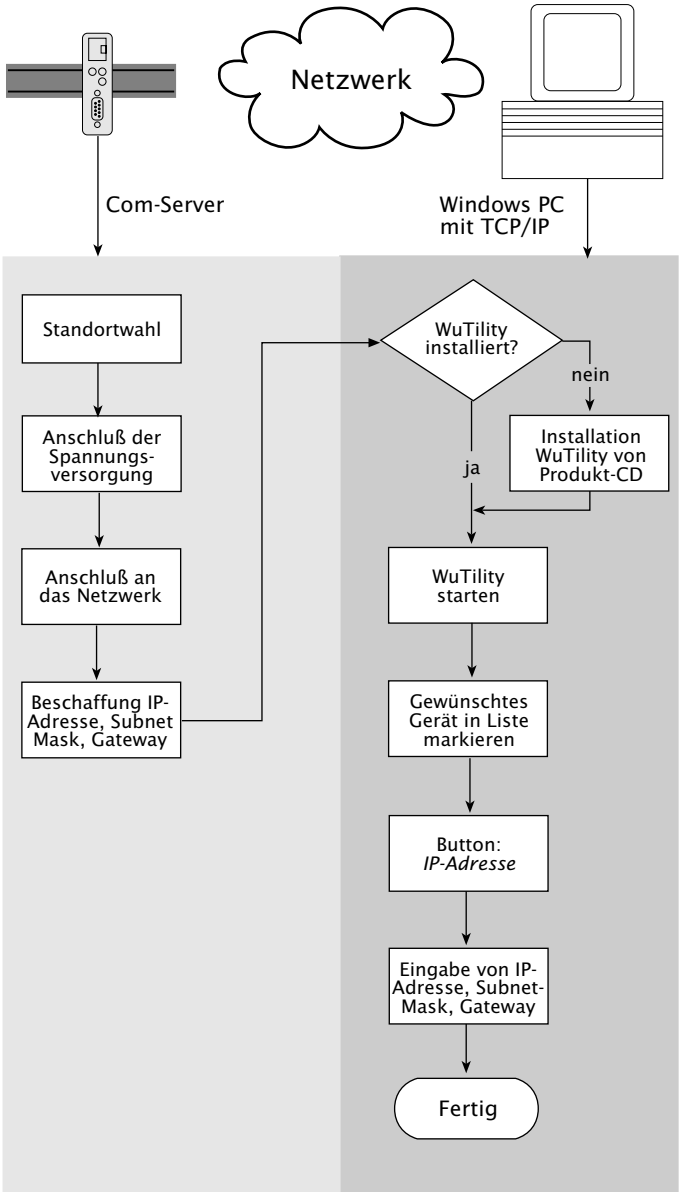 Netzwerk
Com-Server
Windows PC
mit TCP/IP
Standortwahl
Anschluß der
Spannungs-
versorgung
Anschluß an
das Netzwerk
Beschaffung IP-
Adresse, Subnet
Mask, Gateway
WuTility
installiert?
nein
ja
Installation
WuTility von
Produkt-CD
WuTility
starten
Gewünschtes
Gerät in Liste
markieren
Button:
IP-Adresse
Eingabe von IP-
Adresse, Subnet-
Mask, Gateway
Fertig